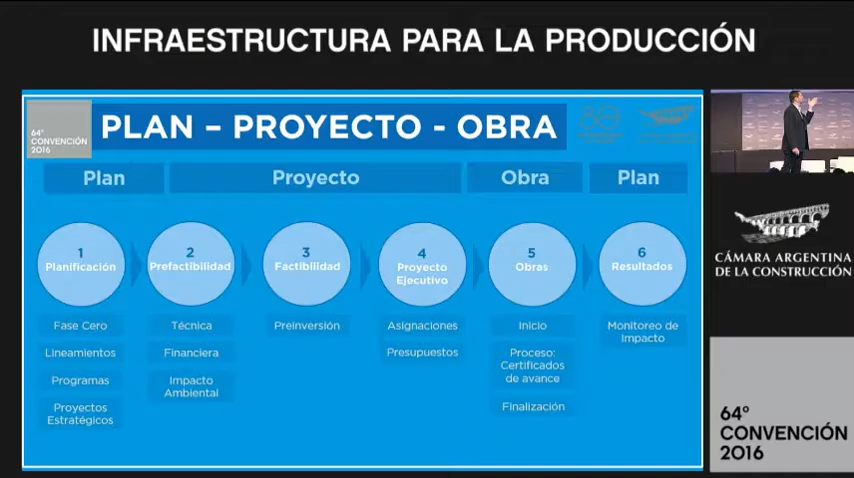 INFRAESTRUCTURA PARA LA PRODUCCIÓN
64º
CONVENCIÓN
2016
PLAN – PROYECTO - OBRA
Plan
Proyecto
Obra
Plan
1
Planificación
2
Prefactibilidad
3
Factibilidad
4
Proyecto
Ejecutivo
5
Obras
6
Resultados
Fase Cero
Lineamientos
Programas
Proyectos
Estratégicos
Técnica
Financiera
Impacto
Ambiental
Preinversión
Asignaciones
Presupuestos
Inicio
Proceso:
Certificados
de avance
Finalización
Monitoreo de
Impacto
CÁMARA ARGENTINA
DE LA CONSTRUCCIÓN
64º
CONVENCIÓN
2016